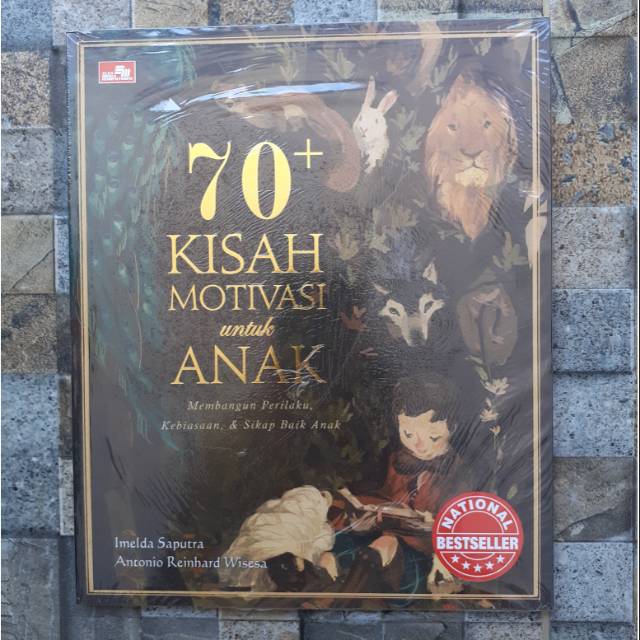 70+
KISAH
MOTIVASI
untuk
ANAK
Membangun Perilaku,
Kebiasaan, & Sikap Baik Anak
Imelda Saputra
Antonio Reinhard Wisesa
NATIONAL
BESTSELLER